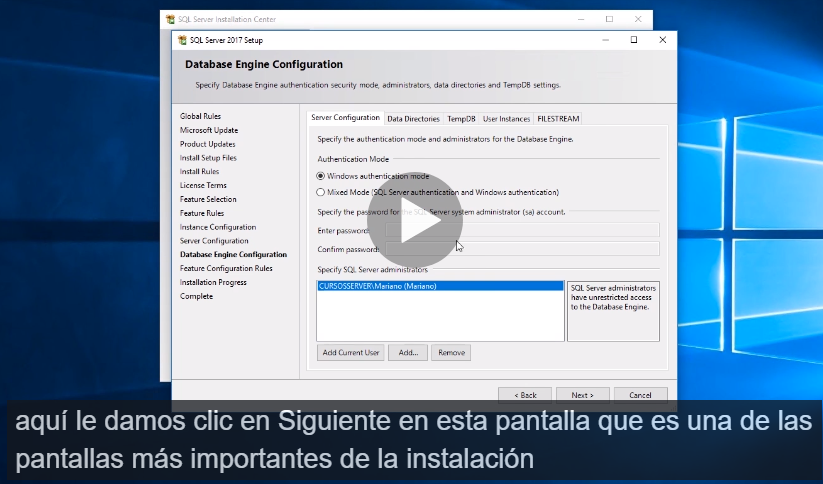 SQL Server Installation Center
SQL Server 2017 Setup
Database Engine Configuration
Specify Database Engine authentication security mode, administrators, data directories and TempDB settings.
Global Rules
Microsoft Update
Product Updates
Install Setup Files
Install Rules
License Terms
Feature Selection
Feature Rules
Instance Configuration
Server Configuration
Database Engine Configuration
Feature Configuration Rules
Installation Progress
Complete
Server Configuration Data Directories TempDB User Instances FILESTREAM
Specify the authentication mode and administrators for the Database Engine.
Authentication Mode
Windows authentication mode
Mixed Mode (SQL Server authentication and Windows authentication)
Specify the password for the SQL Server system administrator (sa) account.
Enter password:
Confirm password:
Specify SQL Server administrators
CURSOSSERVER\Mariano (Mariano)
SQL Server administrators
have unrestricted access
to the Database Engine.
Add Current User Add... Remove
< Back Next > Cancel
aquí le damos clic en Siguiente en esta pantalla que es una de las
pantallas más importantes de la instalación